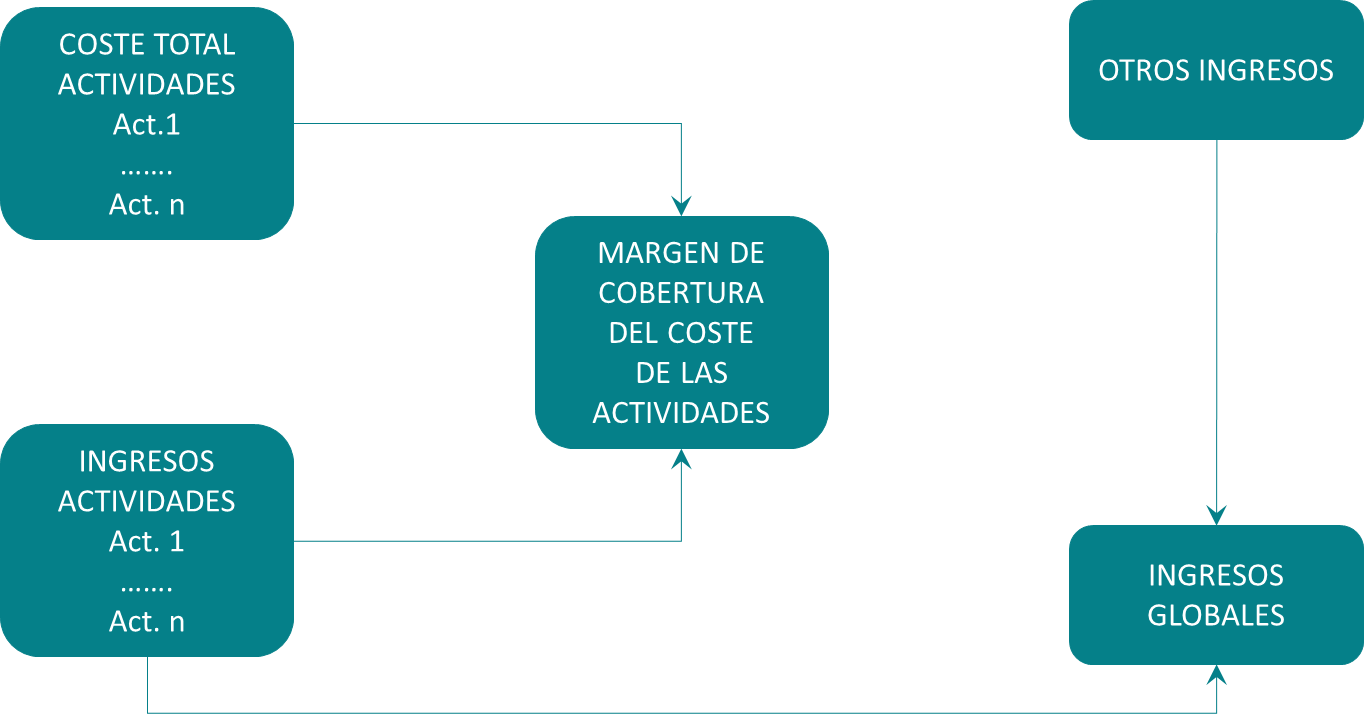 COSTE TOTAL
ACTIVIDADES
Act.1
…….
Act. n
OTROS INGRESOS
MARGEN DE
COBERTURA
DEL COSTE
DE LAS
ACTIVIDADES
INGRESOS
ACTIVIDADES
Act. 1
…….
Act. n
INGRESOS
GLOBALES